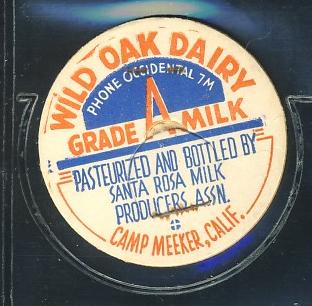 WILD OAK DAIRY
PHONE OCCIDENTAL 7M
GRADE A MILK
PASTEURIZED AND BOTTLED BY
SANTA ROSA MILK
PRODUCERS ASSN.
CAMP MEEKER, CALIF.